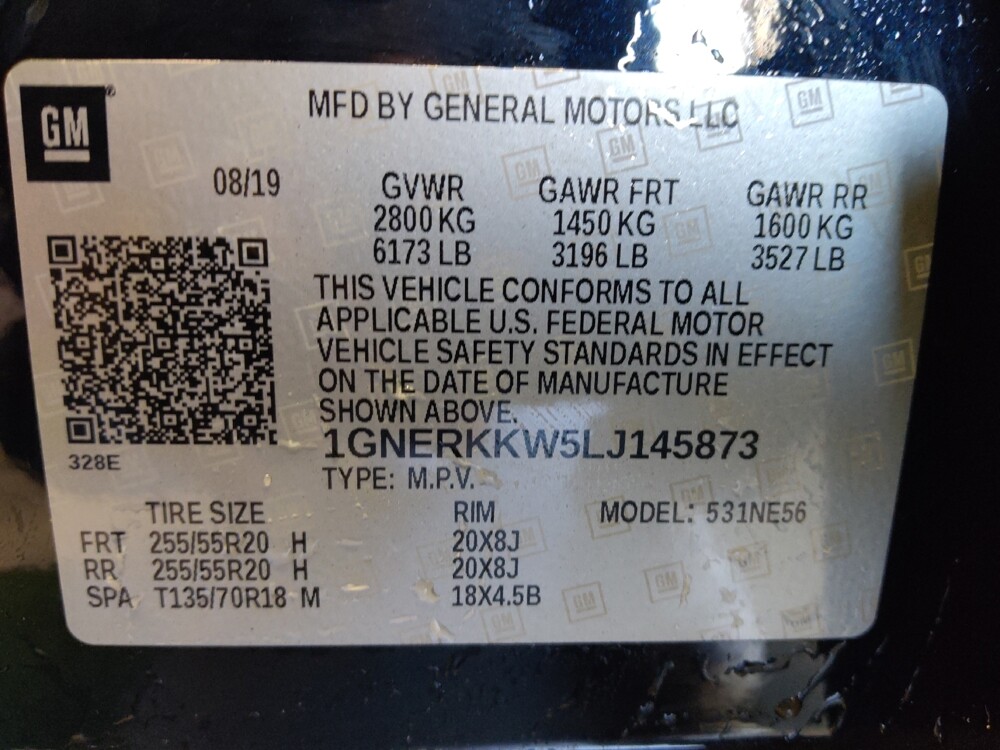 GM
MFD BY GENERAL MOTORS LLC
08/19 GVWR GAWR FRT GAWR RR
2800 KG 1450 KG 1600 KG
6173 LB 3196 LB 3527 LB
THIS VEHICLE CONFORMS TO ALL
APPLICABLE U.S. FEDERAL MOTOR
VEHICLE SAFETY STANDARDS IN EFFECT
ON THE DATE OF MANUFACTURE
SHOWN ABOVE.
1GNERKKW5LJ145873
328E
TYPE: M.P.V.
TIRE SIZE RIM MODEL: 531NE56
FRT 255/55R20 H 20X8J
RR 255/55R20 H 20X8J
SPA T135/70R18 M 18X4.5B